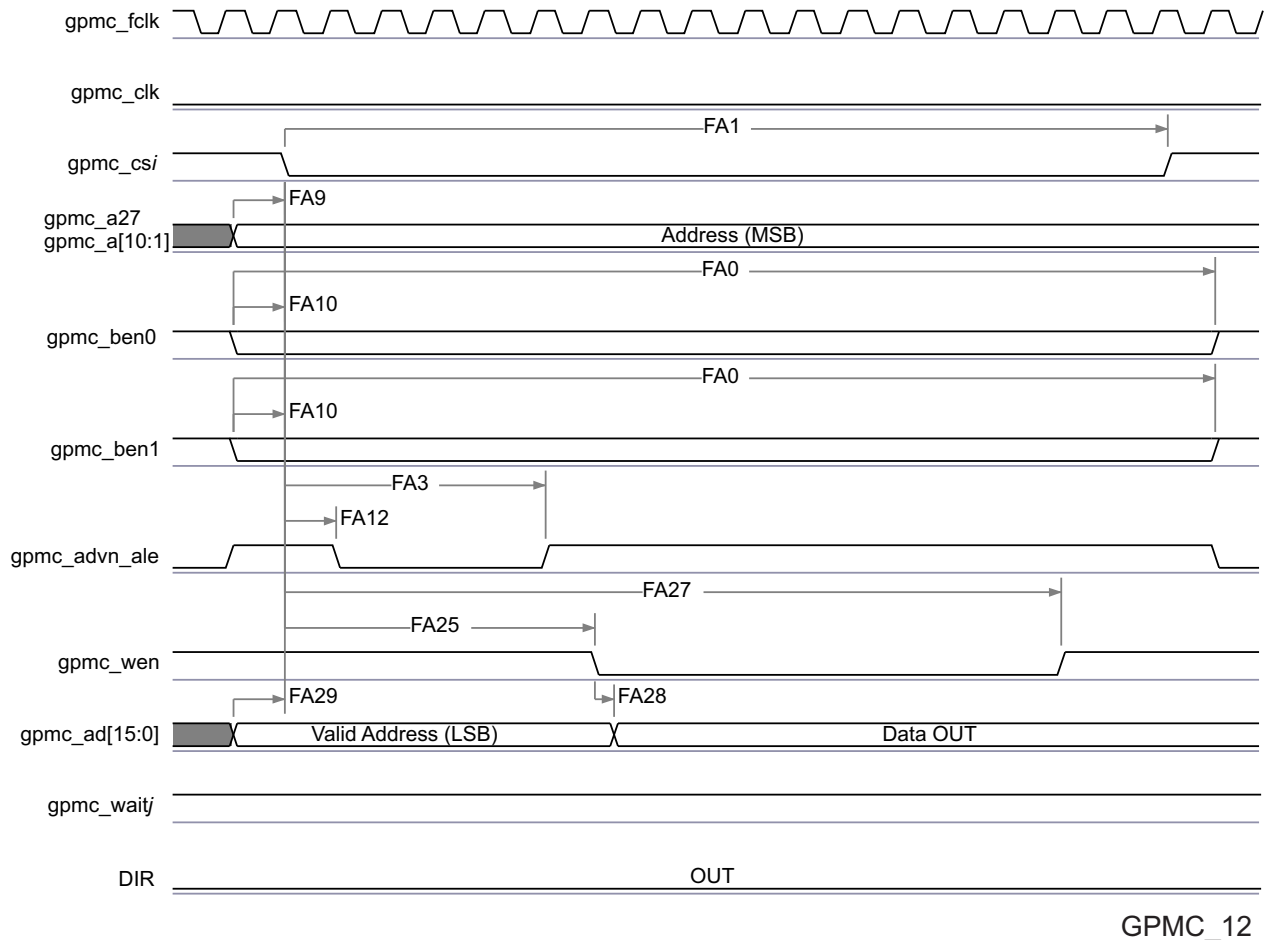 gpmc_fclk
gpmc_clk
FA1
gpmc_csi
FA9
gpmc_a27
gpmc_a[10:1]
Address (MSB)
FA0
FA10
gpmc_ben0
FA0
FA10
gpmc_ben1
FA3
FA12
gpmc_advn_ale
FA27
FA25
gpmc_wen
FA29
FA28
gpmc_ad[15:0]
Valid Address (LSB)
Data OUT
gpmc_waitj
DIR
OUT
GPMC_12